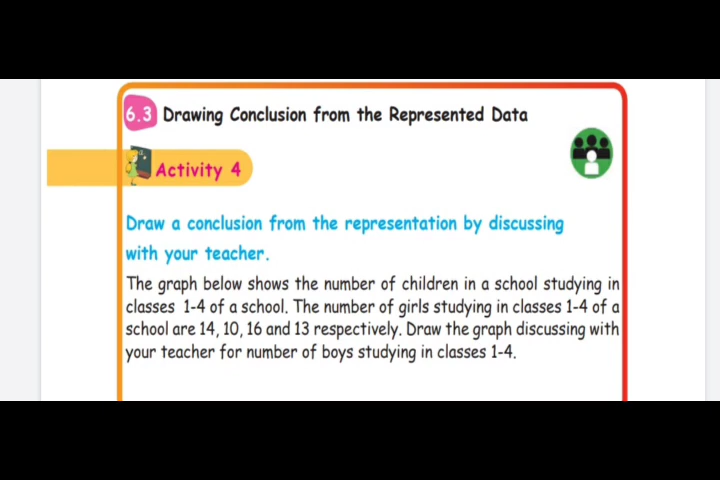 6.3 Drawing Conclusion from the Represented Data
Activity 4
Draw a conclusion from the representation by discussing
with your teacher.
The graph below shows the number of children in a school studying in
classes 1-4 of a school. The number of girls studying in classes 1-4 of a
school are 14, 10, 16 and 13 respectively. Draw the graph discussing with
your teacher for number of boys studying in classes 1-4.